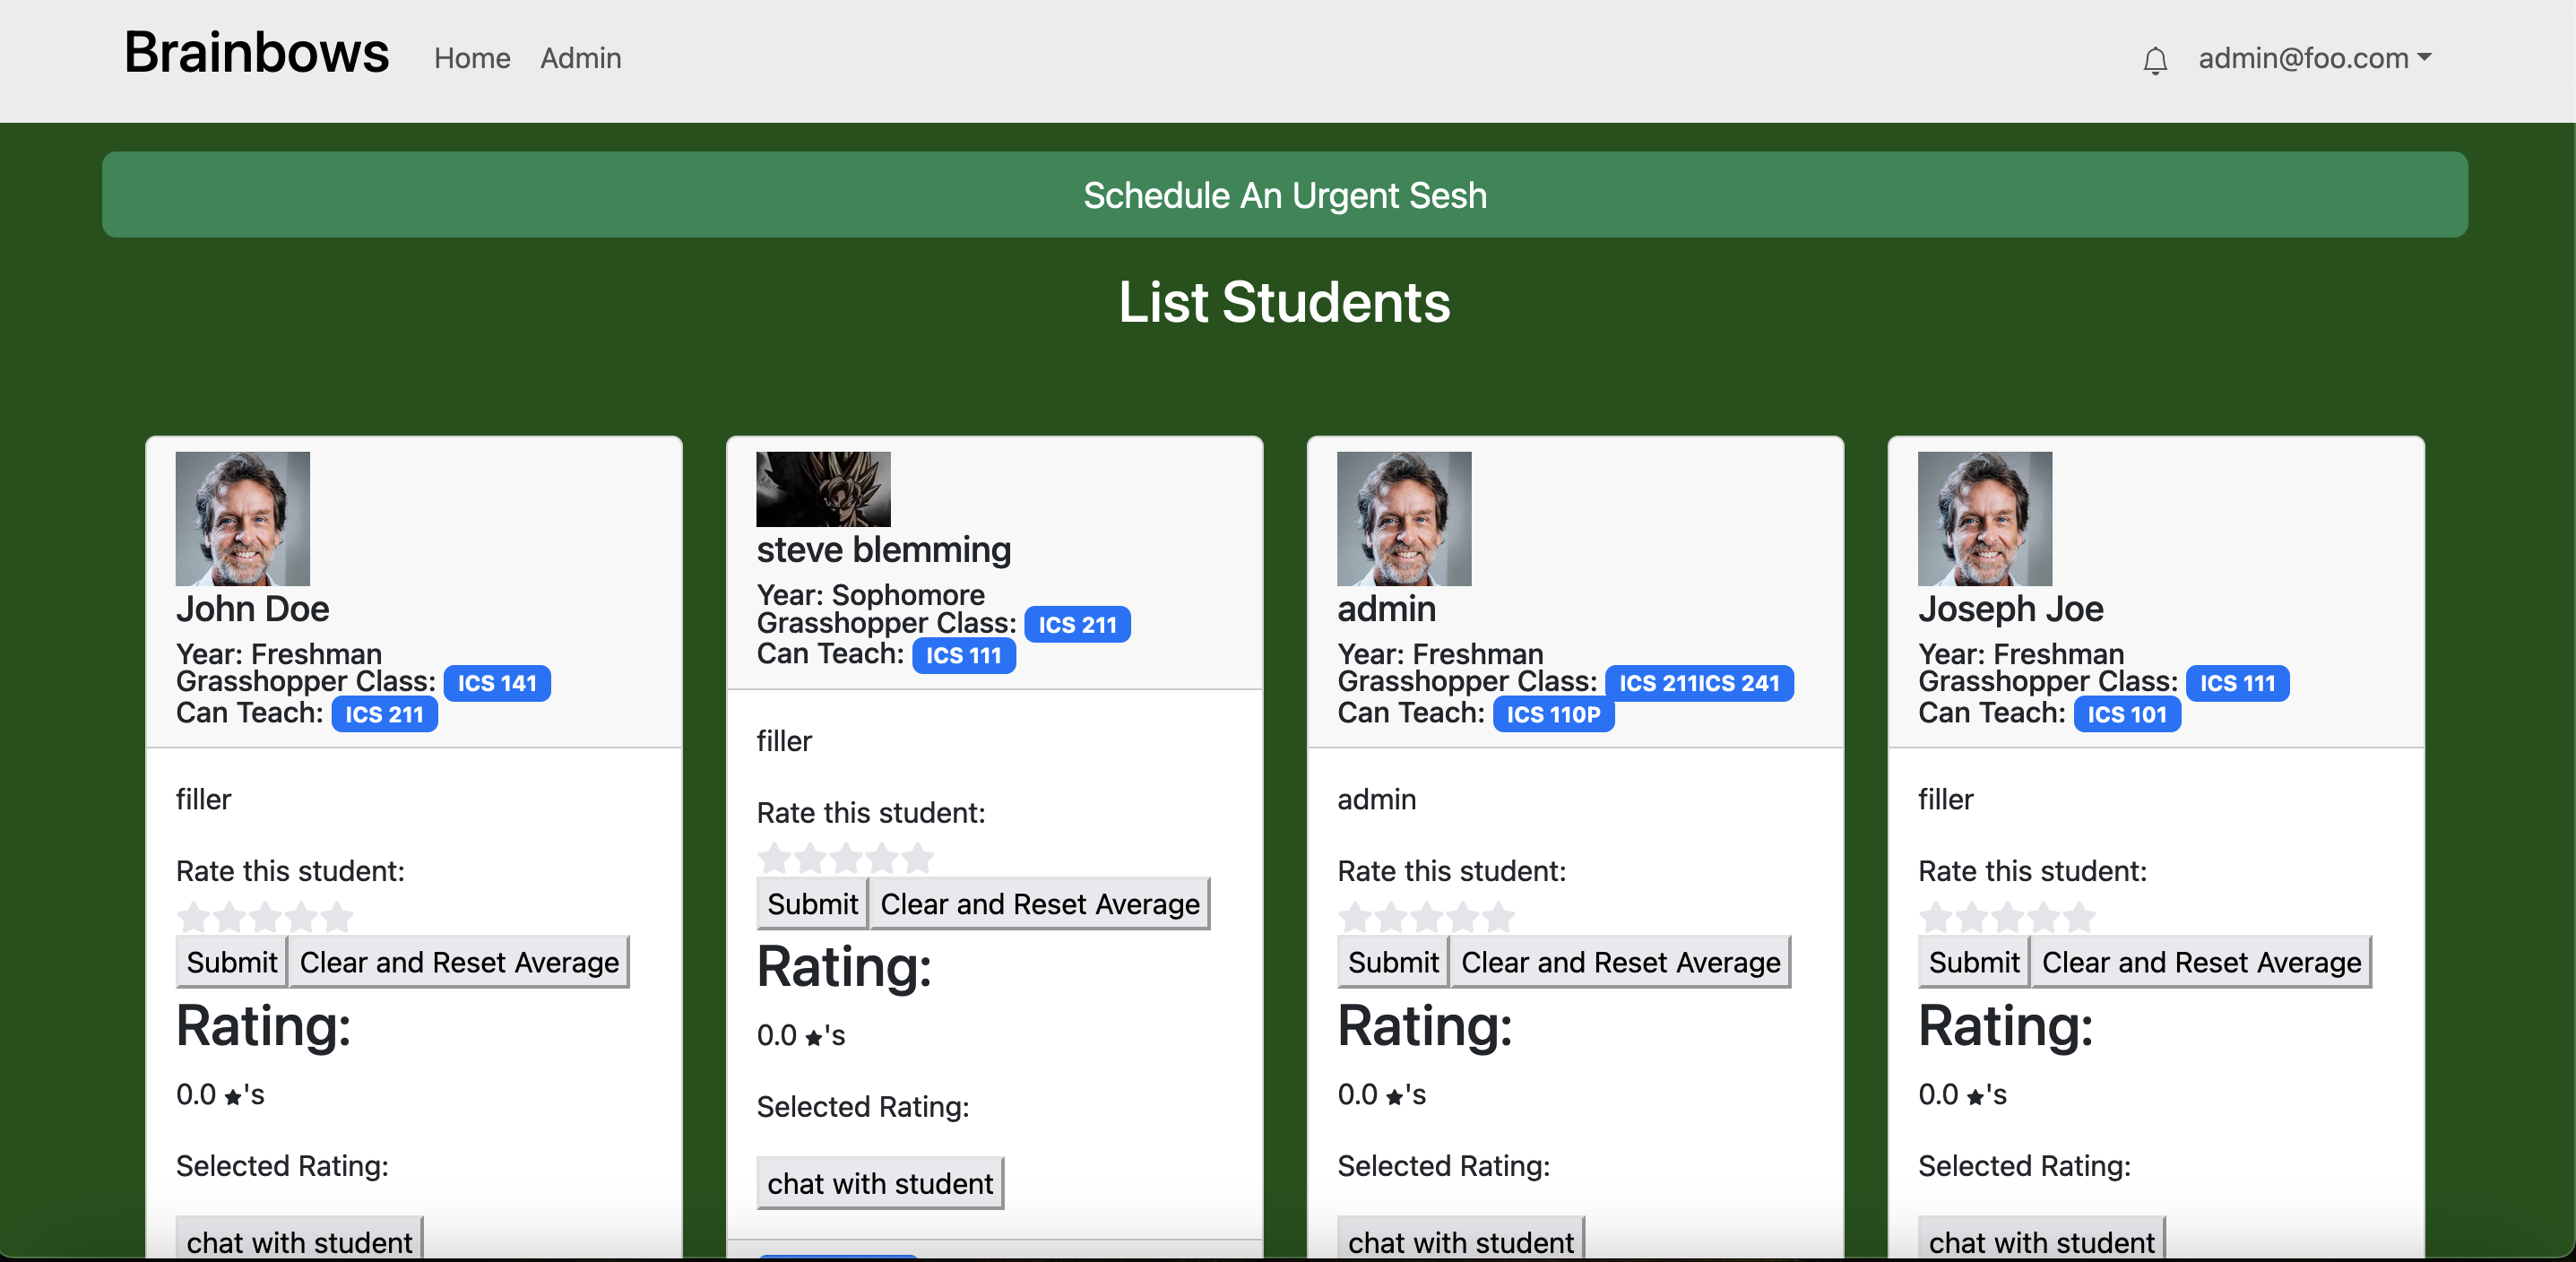 Brainbows Home Admin admin@foo.com
Schedule An Urgent Sesh
List Students
John Doe
Year: Freshman
Grasshopper Class: ICS 141
Can Teach: ICS 211
filler
Rate this student:
Submit Clear and Reset Average
Rating:
0.0 ★'s
Selected Rating:
chat with student
steve blemming
Year: Sophomore
Grasshopper Class: ICS 211
Can Teach: ICS 111
filler
Rate this student:
Submit Clear and Reset Average
Rating:
0.0 ★'s
Selected Rating:
chat with student
admin
Year: Freshman
Grasshopper Class: ICS 211ICS 241
Can Teach: ICS 110P
admin
Rate this student:
Submit Clear and Reset Average
Rating:
0.0 ★'s
Selected Rating:
chat with student
Joseph Joe
Year: Freshman
Grasshopper Class: ICS 111
Can Teach: ICS 101
filler
Rate this student:
Submit Clear and Reset Average
Rating:
0.0 ★'s
Selected Rating:
chat with student